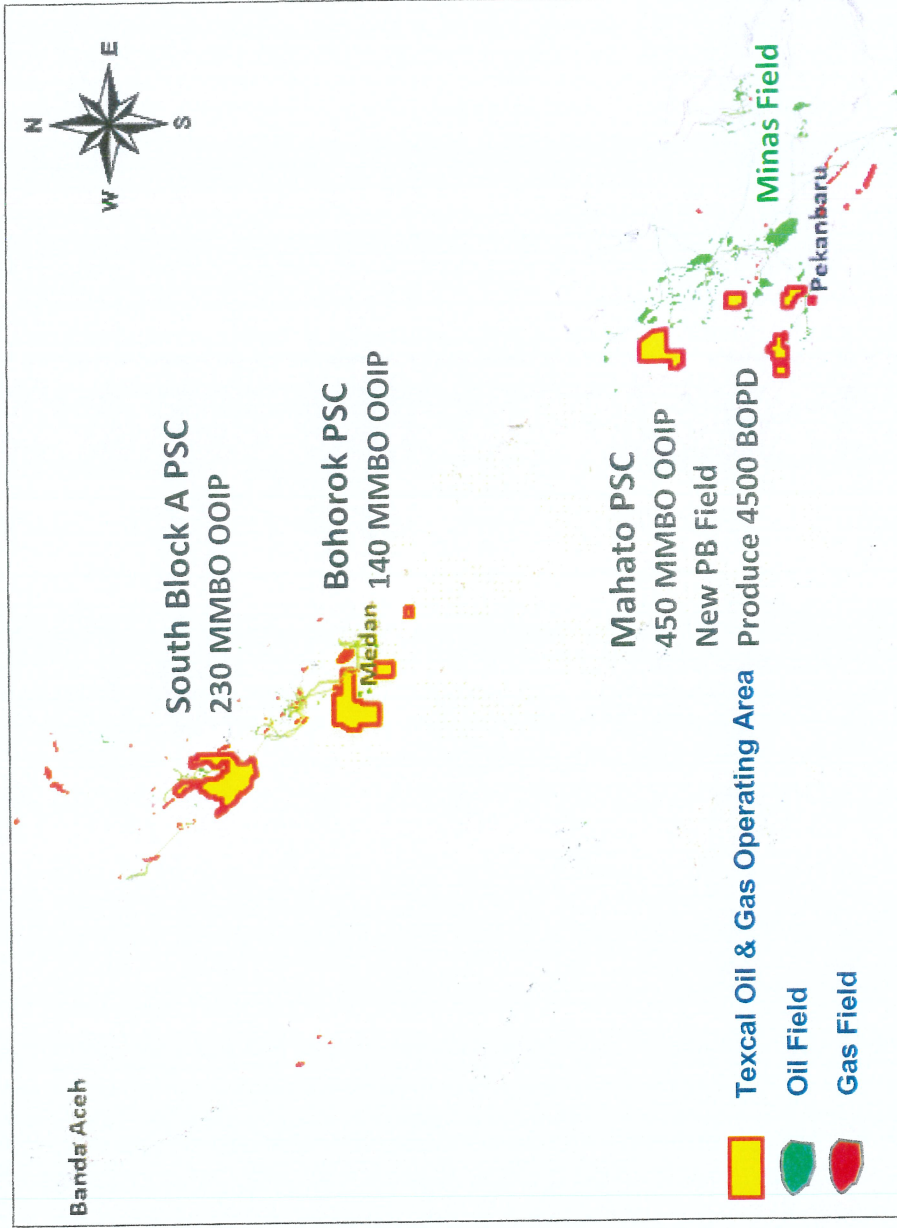 N
W
E
S
Banda Aceh
South Block A PSC
230 MMBO OOIP
Bohorok PSC
140 MMBO OOIP
Medan
Mahato PSC
450 MMBO OOIP
New PB Field
Produce 4500 BOPD
Minas Field
Pekanbaru
Texcal Oil & Gas Operating Area
Oil Field
Gas Field